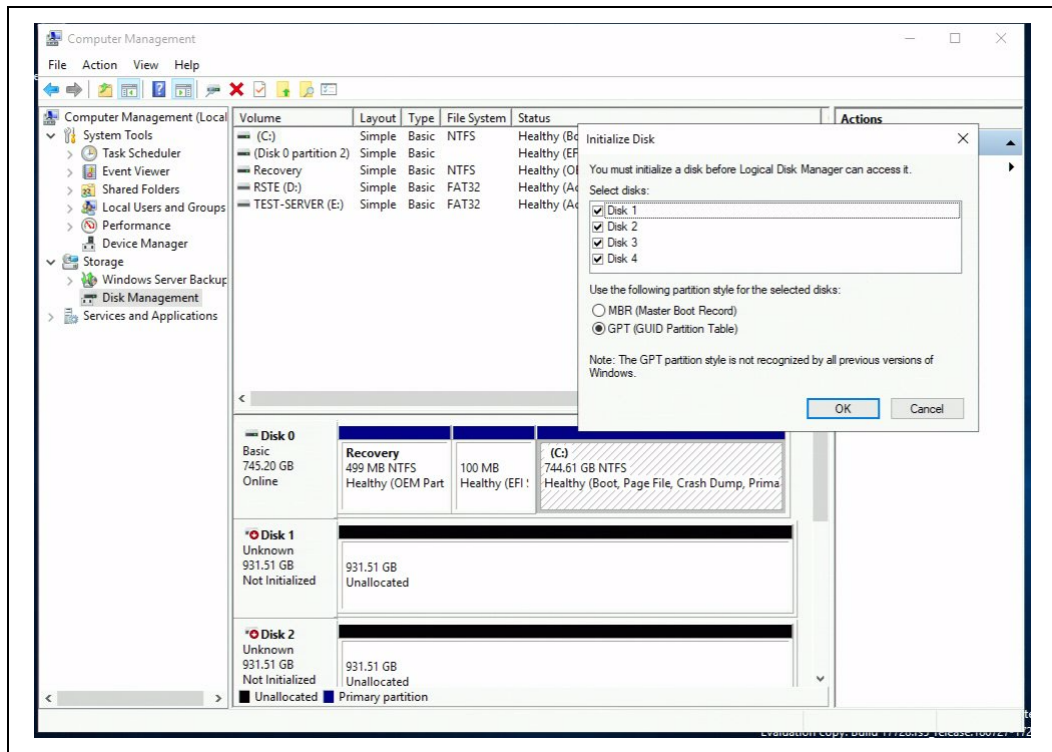 Computer Management
File Action View Help
Computer Management (Local
System Tools
Task Scheduler
Event Viewer
Shared Folders
Local Users and Groups
Performance
Device Manager
Storage
Windows Server Backup
Disk Management
Services and Applications
Volume Layout Type File System Status
(C:) Simple Basic NTFS Healthy (Bo
(Disk 0 partition 2) Simple Basic Healthy (EF
Recovery Simple Basic NTFS Healthy (OE
RSTE (D:) Simple Basic FAT32 Healthy (Ac
TEST-SERVER (E:) Simple Basic FAT32 Healthy (Ac
Actions
Initialize Disk
You must initialize a disk before Logical Disk Manager can access it.
Select disks:
Disk 1
Disk 2
Disk 3
Disk 4
Use the following partition style for the selected disks:
MBR (Master Boot Record)
GPT (GUID Partition Table)
Note: The GPT partition style is not recognized by all previous versions of
Windows.
OK Cancel
Disk 0
Basic
745.20 GB
Online
Recovery
499 MB NTFS
Healthy (OEM Part
100 MB
Healthy (EFI
(C:)
744.61 GB NTFS
Healthy (Boot, Page File, Crash Dump, Prima
Disk 1
Unknown
931.51 GB
Not Initialized
931.51 GB
Unallocated
Disk 2
Unknown
931.51 GB
Not Initialized
931.51 GB
Unallocated
Unallocated Primary partition